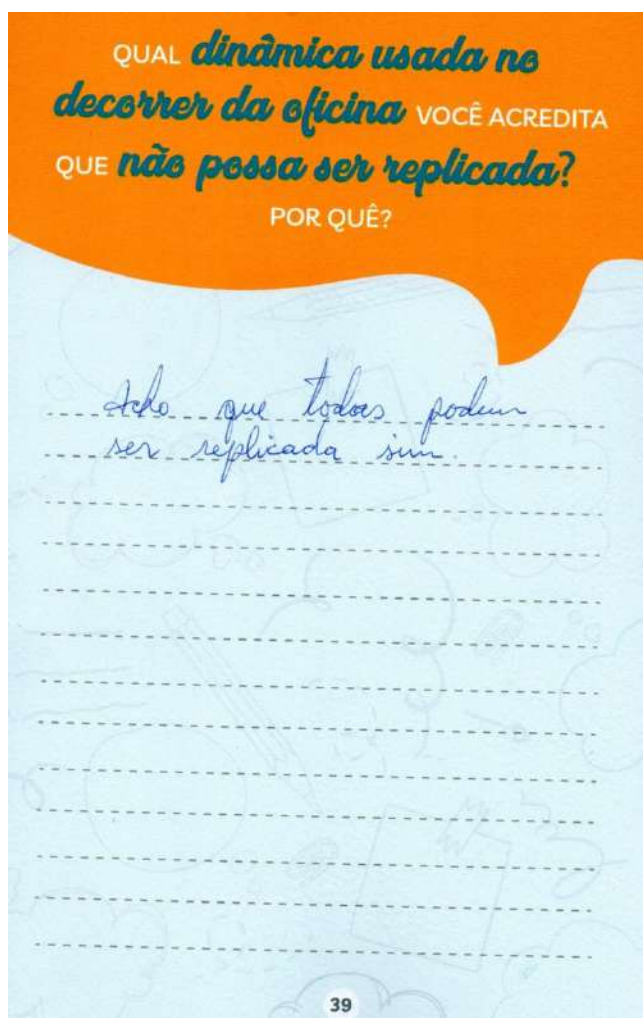 QUAL dinâmica usada no
decorrer da oficina VOCÊ ACREDITA
QUE não possa ser replicada?
POR QUÊ?
Acho que todas podem
ser replicada sim.
39